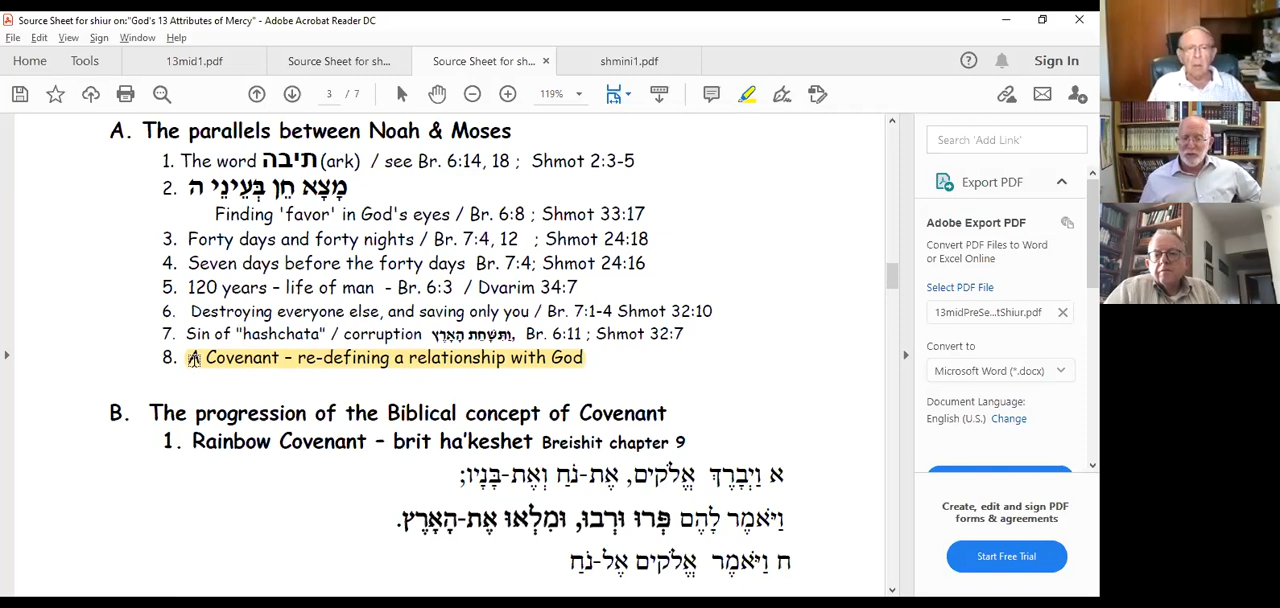 Source Sheet for shiur on:"God's 13 Attributes of Mercy" - Adobe Acrobat Reader DC
File Edit View Sign Window Help
Home Tools 13mid1.pdf Source Sheet for sh... Source Sheet for sh... × shmini1.pdf Sign In
3 / 7 119%
A. The parallels between Noah & Moses
1. The word תיבה (ark) / see Br. 6:14, 18 ; Shmot 2:3-5
2. מָצָא חֵן בְּעֵינֵי ה
Finding 'favor' in God's eyes / Br. 6:8 ; Shmot 33:17
3. Forty days and forty nights / Br. 7:4, 12 ; Shmot 24:18
4. Seven days before the forty days Br. 7:4; Shmot 24:16
5. 120 years – life of man - Br. 6:3 / Dvarim 34:7
6. Destroying everyone else, and saving only you / Br. 7:1-4 Shmot 32:10
7. Sin of "hashchata" / corruption וַתִּשָּׁחֵת הָאָרֶץ, Br. 6:11 ; Shmot 32:7
8. A Covenant – re-defining a relationship with God
B. The progression of the Biblical concept of Covenant
1. Rainbow Covenant – brit ha'keshet Breishit chapter 9
א וַיְבָרֶךְ אֱלֹקִים, אֶת-נֹחַ וְאֶת-בָּנָיו;
וַיֹּאמֶר לָהֶם פְּרוּ וּרְבוּ, וּמִלְאוּ אֶת-הָאָרֶץ.
ח וַיֹּאמֶר אֱלֹקִים אֶל-נֹחַ
Search 'Add Link'
Export PDF
Adobe Export PDF
Convert PDF Files to Word
or Excel Online
Select PDF File
13midPreSe...tShiur.pdf ×
Convert to
Microsoft Word (*.docx)
Document Language:
English (U.S.) Change
Create, edit and sign PDF
forms & agreements
Start Free Trial